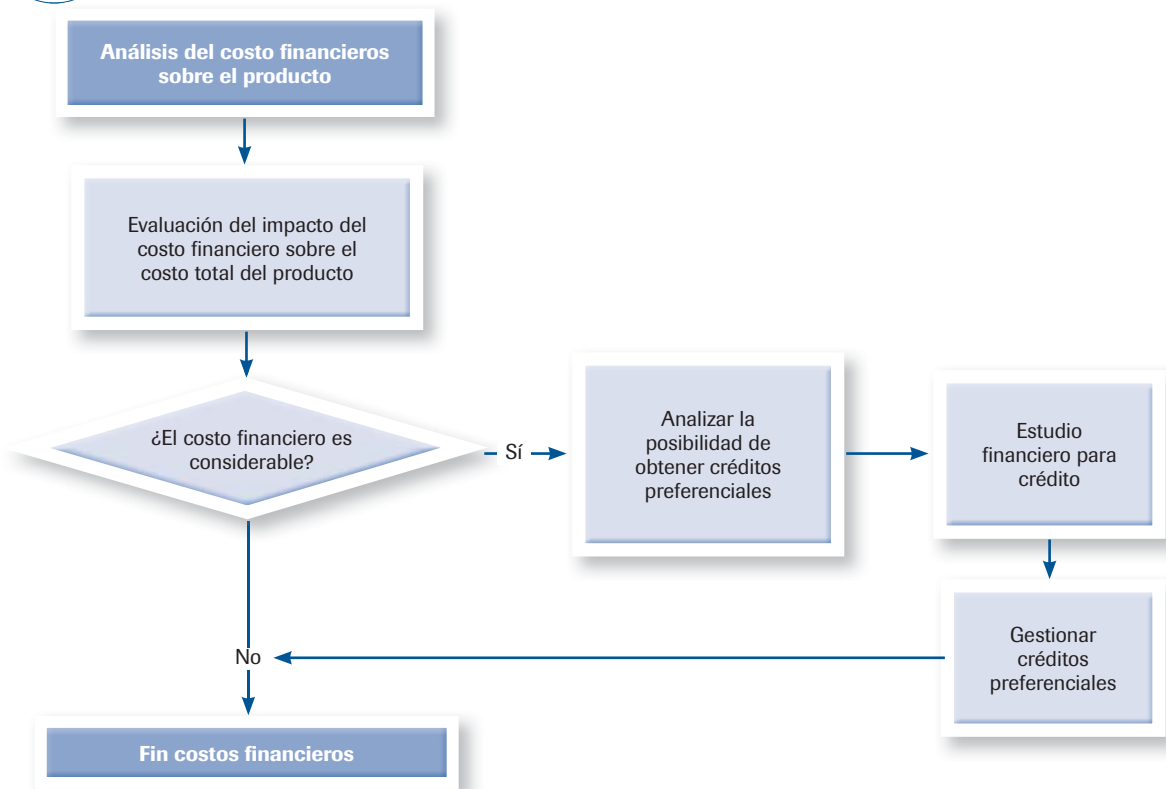 Análisis del costo financieros
sobre el producto
Evaluación del impacto del
costo financiero sobre el
costo total del producto
¿El costo financiero es
considerable?
Sí
Analizar la
posibilidad de
obtener créditos
preferenciales
Estudio
financiero para
crédito
Gestionar
créditos
preferenciales
No
Fin costos financieros